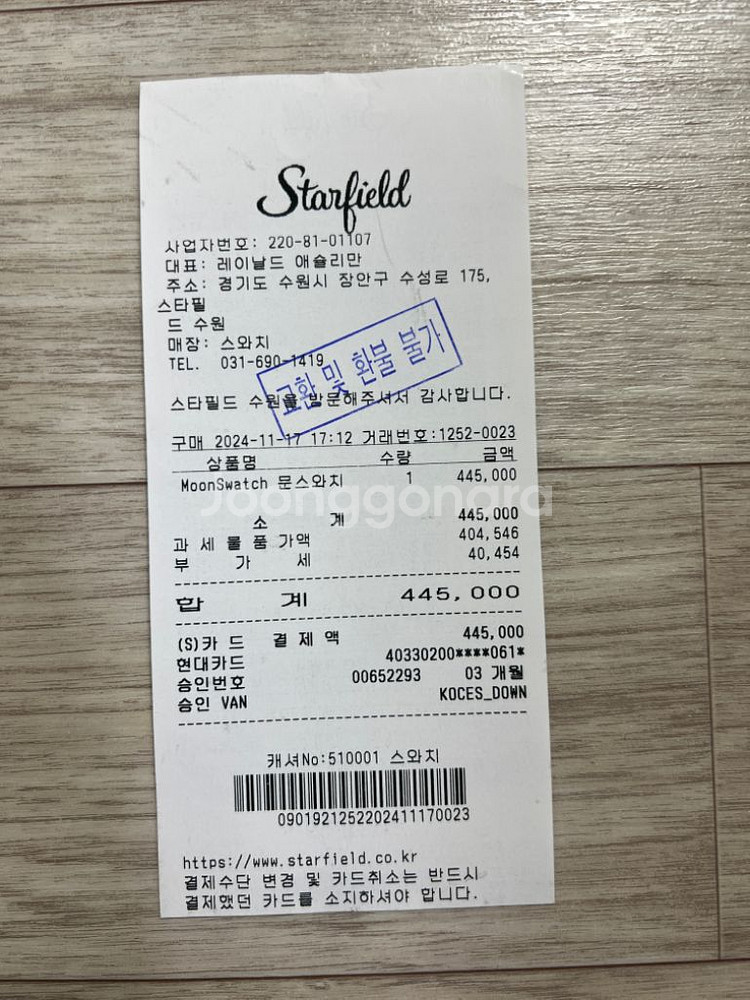 Starfield
사업자번호: 220-81-01107
대표: 레이날드 애슐리만
주소: 경기도 수원시 장안구 수성로 175,
스타필
드 수원
매장: 스와치
TEL. 031-690-1419
교환 및 환불 불가
스타필드 수원을 방문해주셔서 감사합니다.
구매 2024-11-17 17:12 거래번호:1252-0023
상품명 수량 금액
MoonSwatch 문스와치 1 445,000
Joonggonara
소 계 445,000
과 세 물 품 가액 404,546
부 가 세 40,454
합 계 445,000
(S)카 드 결 제 액 445,000
현대카드 40330200****061*
승인번호 00652293 03 개월
승인 VAN KOCES_DOWN
캐셔No:510001 스와치
0901921252202411170023
https://www.starfield.co.kr
결제수단 변경 및 카드취소는 반드시
결제했던 카드를 소지하셔야 합니다.